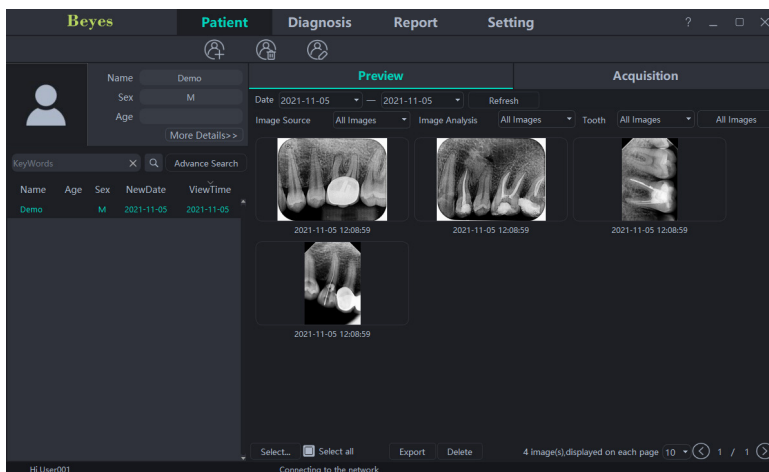 Beyes Patient Diagnosis Report Setting ?
Name Demo
Sex M
Age
More Details>>
KeyWords Advance Search
Name Age Sex NewDate ViewTime
Demo M 2021-11-05 2021-11-05
Preview Acquisition
Date 2021-11-05 — 2021-11-05 Refresh
Image Source All Images Image Analysis All Images Tooth All Images All Images
2021-11-05 12:08:59 2021-11-05 12:08:59 2021-11-05 12:08:59
2021-11-05 12:08:59
Select... Select all Export Delete 4 image(s),displayed on each page 10 1 / 1
Hi,User001 Connecting to the network